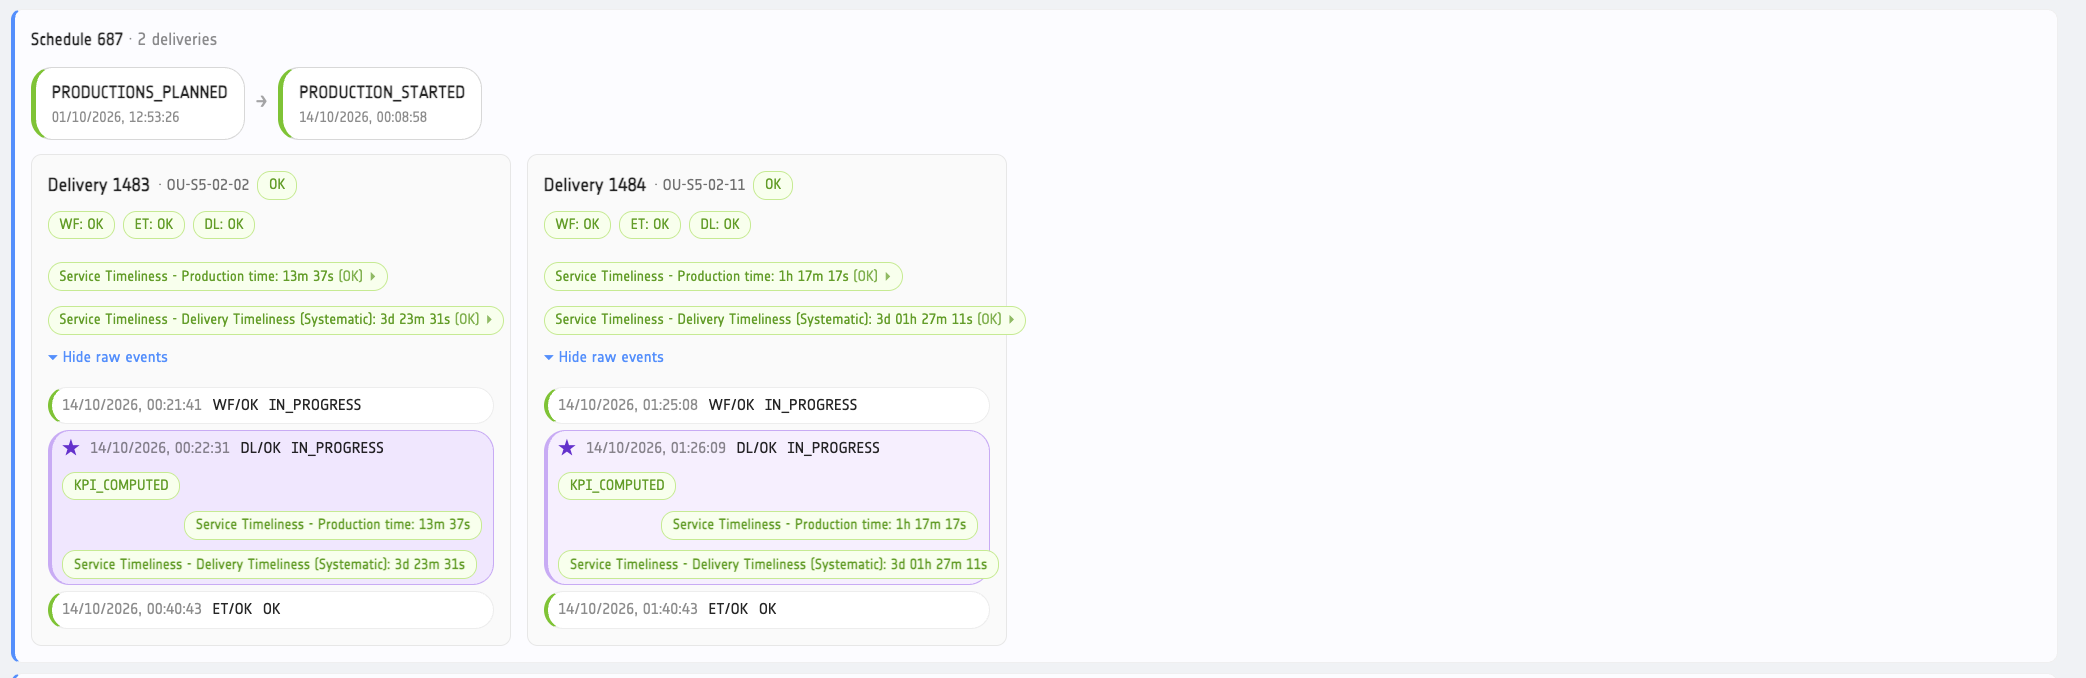 Schedule 687 · 2 deliveries
PRODUCTIONS_PLANNED
01/10/2026, 12:53:26
→
PRODUCTION_STARTED
14/10/2026, 00:08:58
Delivery 1483 · OU-S5-02-02 OK
WF: OK ET: OK DL: OK
Service Timeliness - Production time: 13m 37s (OK)
Service Timeliness - Delivery Timeliness (Systematic): 3d 23m 31s (OK)
Hide raw events
14/10/2026, 00:21:41 WF/OK IN_PROGRESS
14/10/2026, 00:22:31 DL/OK IN_PROGRESS
KPI_COMPUTED
Service Timeliness - Production time: 13m 37s
Service Timeliness - Delivery Timeliness (Systematic): 3d 23m 31s
14/10/2026, 00:40:43 ET/OK OK
Delivery 1484 · OU-S5-02-11 OK
WF: OK ET: OK DL: OK
Service Timeliness - Production time: 1h 17m 17s (OK)
Service Timeliness - Delivery Timeliness (Systematic): 3d 01h 27m 11s (OK)
Hide raw events
14/10/2026, 01:25:08 WF/OK IN_PROGRESS
14/10/2026, 01:26:09 DL/OK IN_PROGRESS
KPI_COMPUTED
Service Timeliness - Production time: 1h 17m 17s
Service Timeliness - Delivery Timeliness (Systematic): 3d 01h 27m 11s
14/10/2026, 01:40:43 ET/OK OK